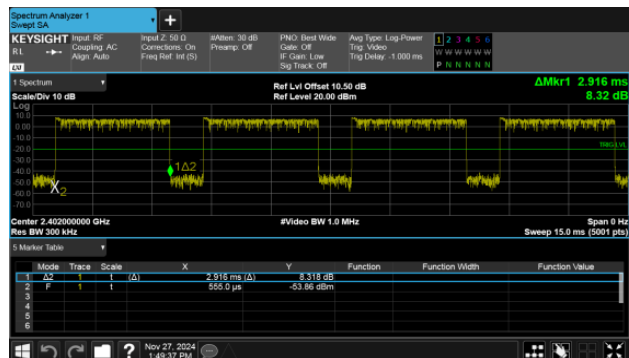 Spectrum Analyzer 1
Swept SA
+
KEYSIGHT Input: RF Input Z: 50 Ω #Atten: 30 dB PNO: Best Wide Avg Type: Log-Power 1 2 3 4 5 6
RL Coupling: AC Corrections: On Preamp: Off Gate: Off Trig: Video W W W W W W
Align: Auto Freq Ref: Int (S) IF Gain: Low Trig Delay: -1.000 ms P N N N N N
LXI Sig Track: Off
1 Spectrum Ref Lvl Offset 10.50 dB ΔMkr1 2.916 ms
Scale/Div 10 dB Ref Level 20.00 dBm 8.32 dB
Log
10.0
0.00
-10.0
-20.0 TRIG LVL
-30.0
-40.0 1Δ2
-50.0 X2
-60.0
-70.0
Center 2.402000000 GHz #Video BW 1.0 MHz Span 0 Hz
Res BW 300 kHz Sweep 15.0 ms (5001 pts)
5 Marker Table
Mode Trace Scale X Y Function Function Width Function Value
1 Δ2 1 t (Δ) 2.916 ms (Δ) 8.318 dB
2 F 1 t 555.0 µs -53.86 dBm
3
4
5
6
? Nov 27, 2024
1:49:37 PM